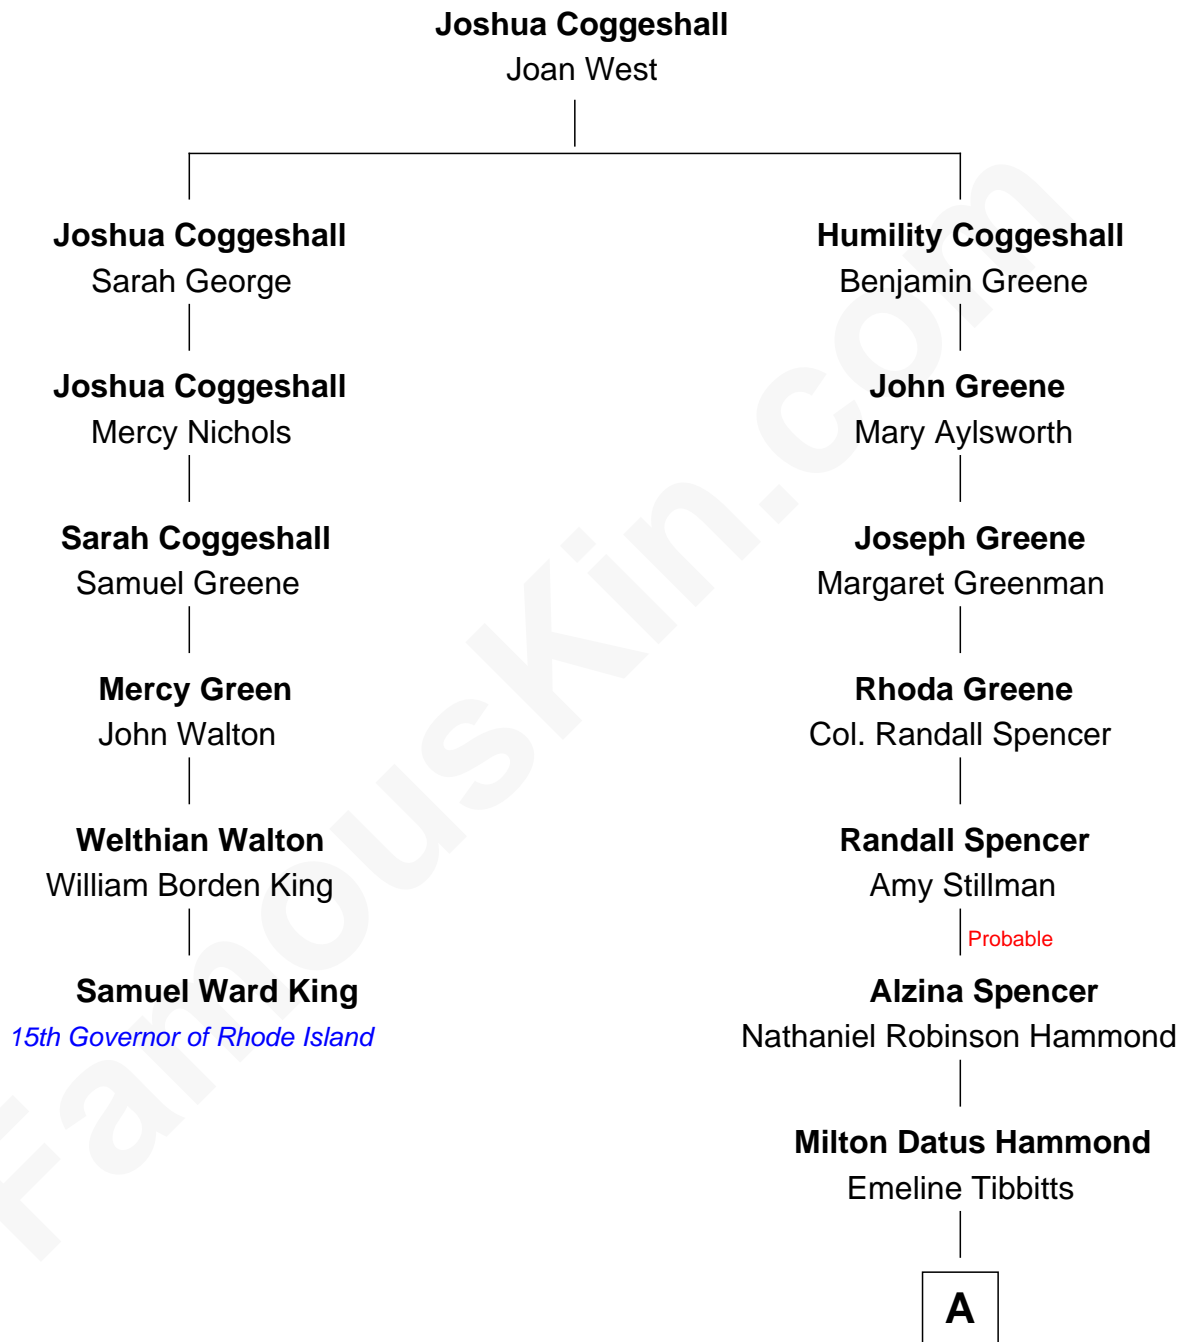 Joshua Coggeshall
Joan West
Joshua Coggeshall
Sarah George
Joshua Coggeshall
Mercy Nichols
Sarah Coggeshall
Samuel Greene
Mercy Green
John Walton
Welthian Walton
William Borden King
Samuel Ward King
15th Governor of Rhode Island
Humility Coggeshall
Benjamin Greene
John Greene
Mary Aylsworth
Joseph Greene
Margaret Greenman
Rhoda Greene
Col. Randall Spencer
Randall Spencer
Amy Stillman
Probable
Alzina Spencer
Nathaniel Robinson Hammond
Milton Datus Hammond
Emeline Tibbitts
A
FamousKin.com